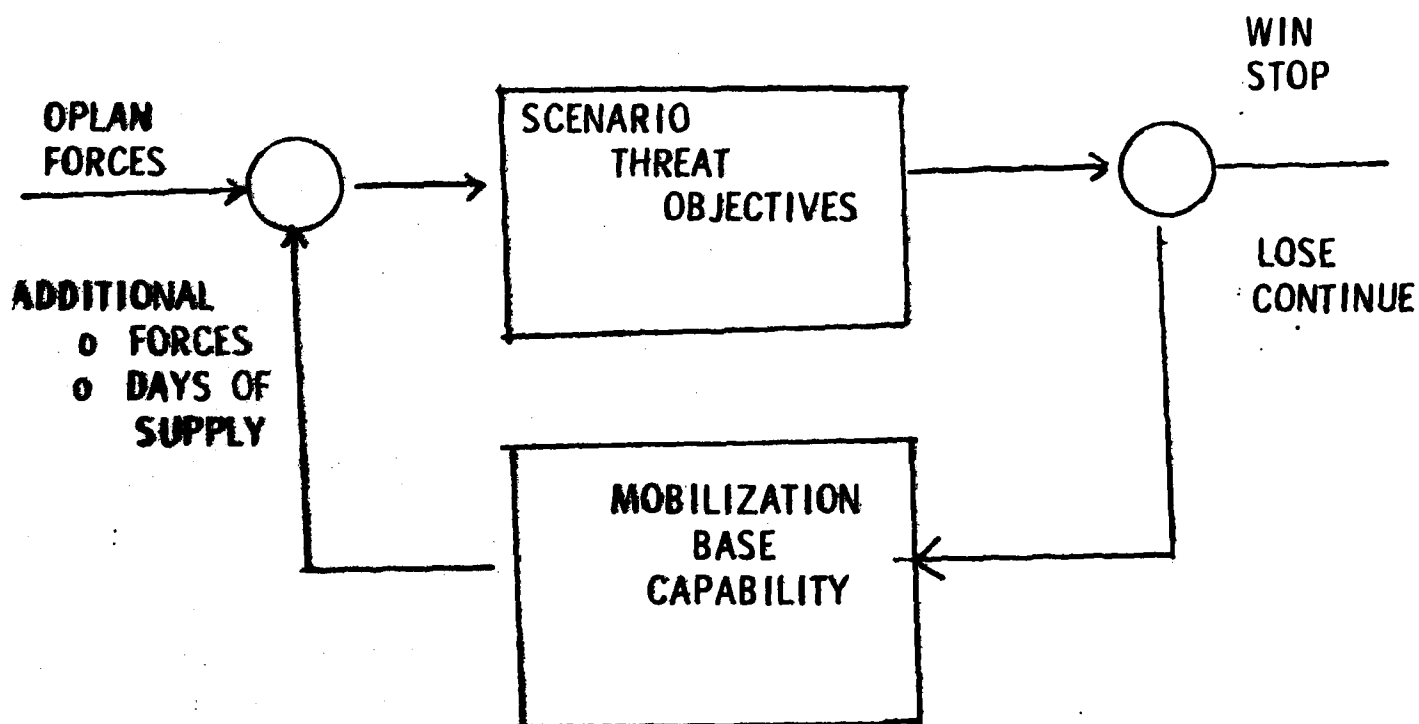 OPLAN
FORCES
SCENARIO
THREAT
OBJECTIVES
WIN
STOP
LOSE
CONTINUE
ADDITIONAL
o FORCES
o DAYS OF
SUPPLY
MOBILIZATION
BASE
CAPABILITY